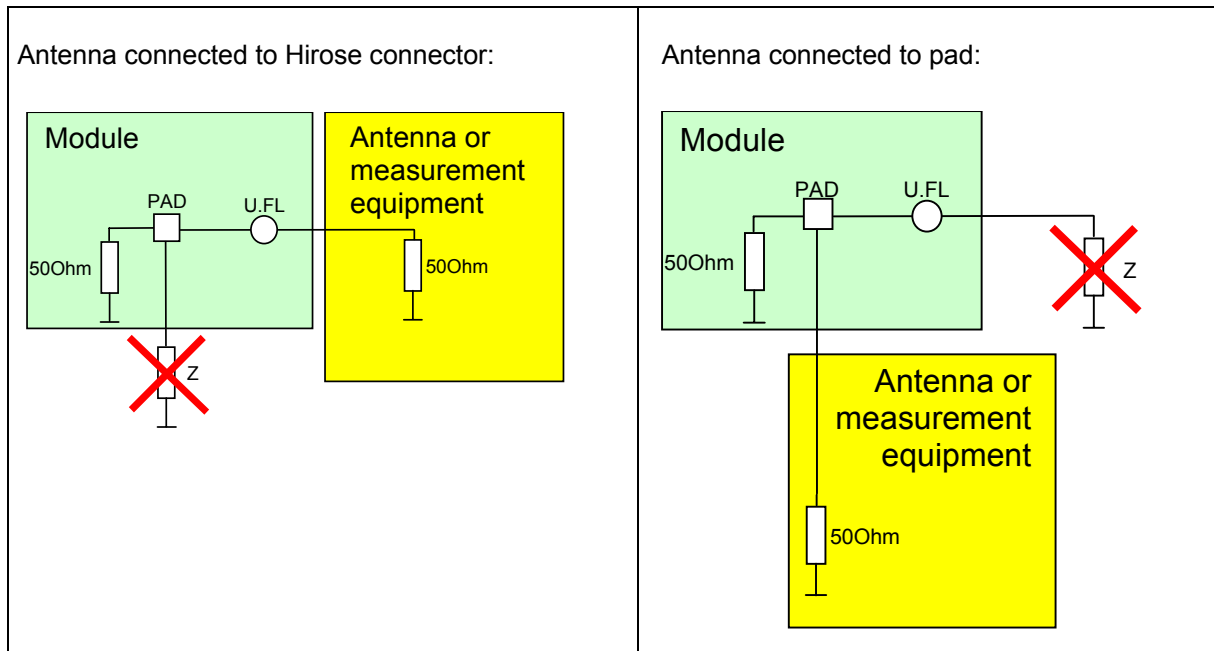 Antenna connected to Hirose connector:
Module
PAD
U.FL
50Ohm
Z
Antenna or
measurement
equipment
50Ohm
Antenna connected to pad:
Module
PAD
U.FL
50Ohm
Z
Antenna or
measurement
equipment
50Ohm